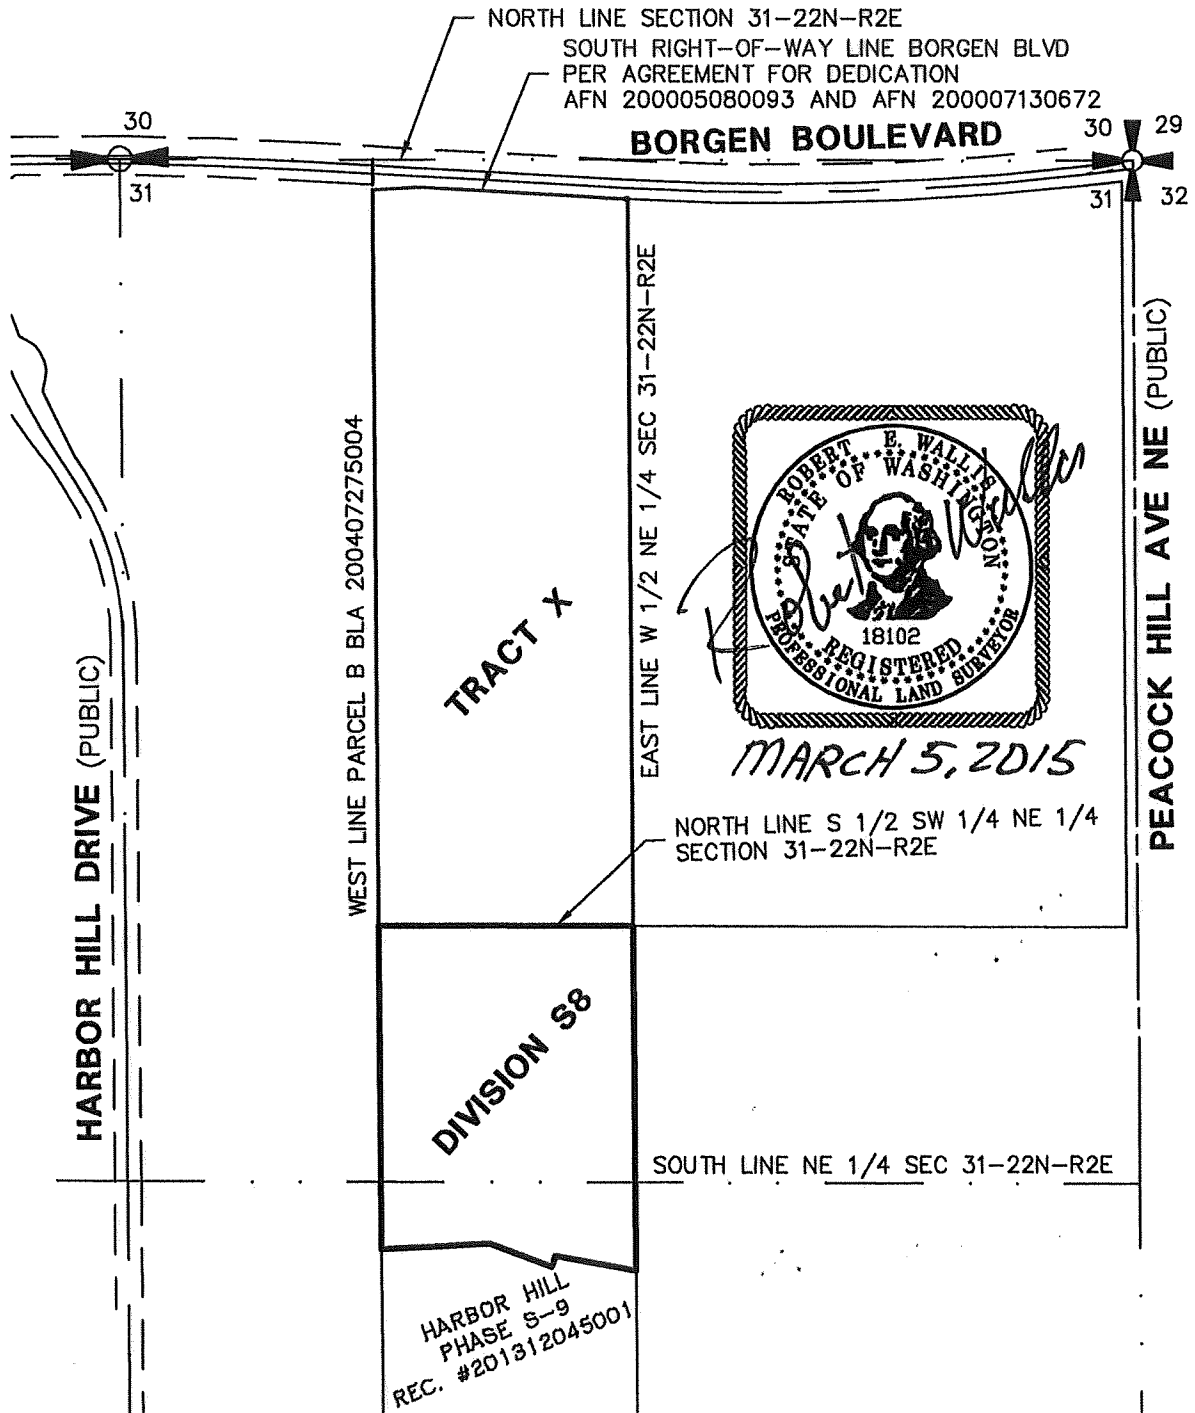 NORTH LINE SECTION 31-22N-R2E
SOUTH RIGHT-OF-WAY LINE BORGEN BLVD
PER AGREEMENT FOR DEDICATION
AFN 200005080093 AND AFN 200007130672
BORGEN BOULEVARD
30
31
30 29
31 32
WEST LINE PARCEL B BLA 200407275004
TRACT X
EAST LINE W 1/2 NE 1/4 SEC 31-22N-R2E
ROBERT E. WALLIS
STATE OF WASHINGTON
18102
REGISTERED
PROFESSIONAL LAND SURVEYOR
Robert Wallis
MARCH 5, 2015
PEACOCK HILL AVE NE (PUBLIC)
HARBOR HILL DRIVE (PUBLIC)
NORTH LINE S 1/2 SW 1/4 NE 1/4
SECTION 31-22N-R2E
DIVISION S8
SOUTH LINE NE 1/4 SEC 31-22N-R2E
HARBOR HILL
PHASE S-9
REC. #201312045001